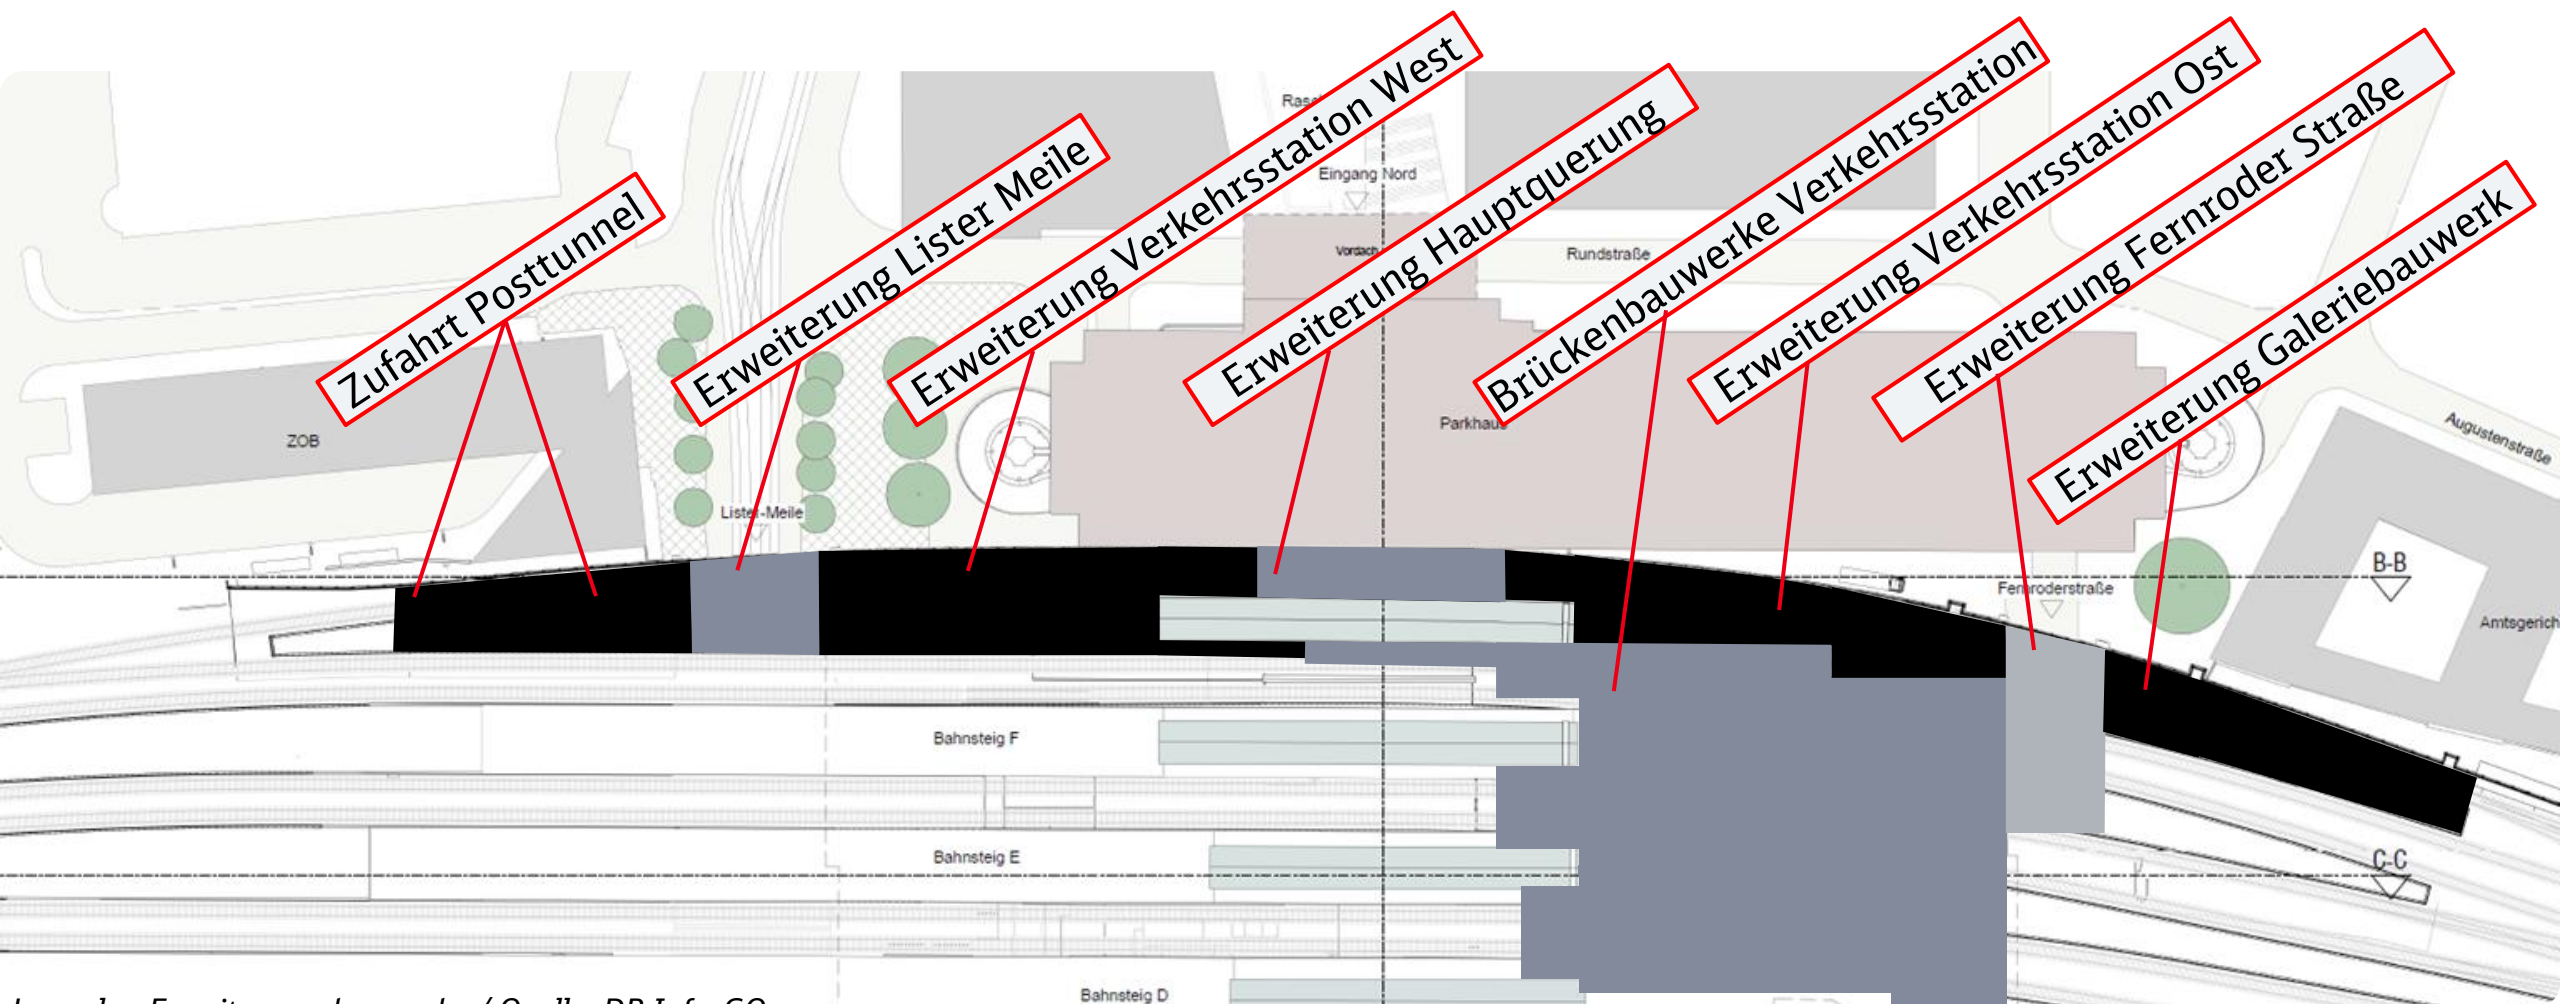 Zufahrt Posttunnel
Erweiterung Lister Meile
Erweiterung Verkehrsstation West
Erweiterung Hauptquerung
Brückenbauwerke Verkehrsstation
Erweiterung Verkehrsstation Ost
Erweiterung Fernroder Straße
Erweiterung Galeriebauwerk
Eingang Nord
Vordach
Rundstraße
Parkhaus
ZOB
Lister-Meile
Augustenstraße
B-B
Fernroderstraße
Amtsgerich
Bahnsteig F
Bahnsteig E
C-C
Bahnsteig D